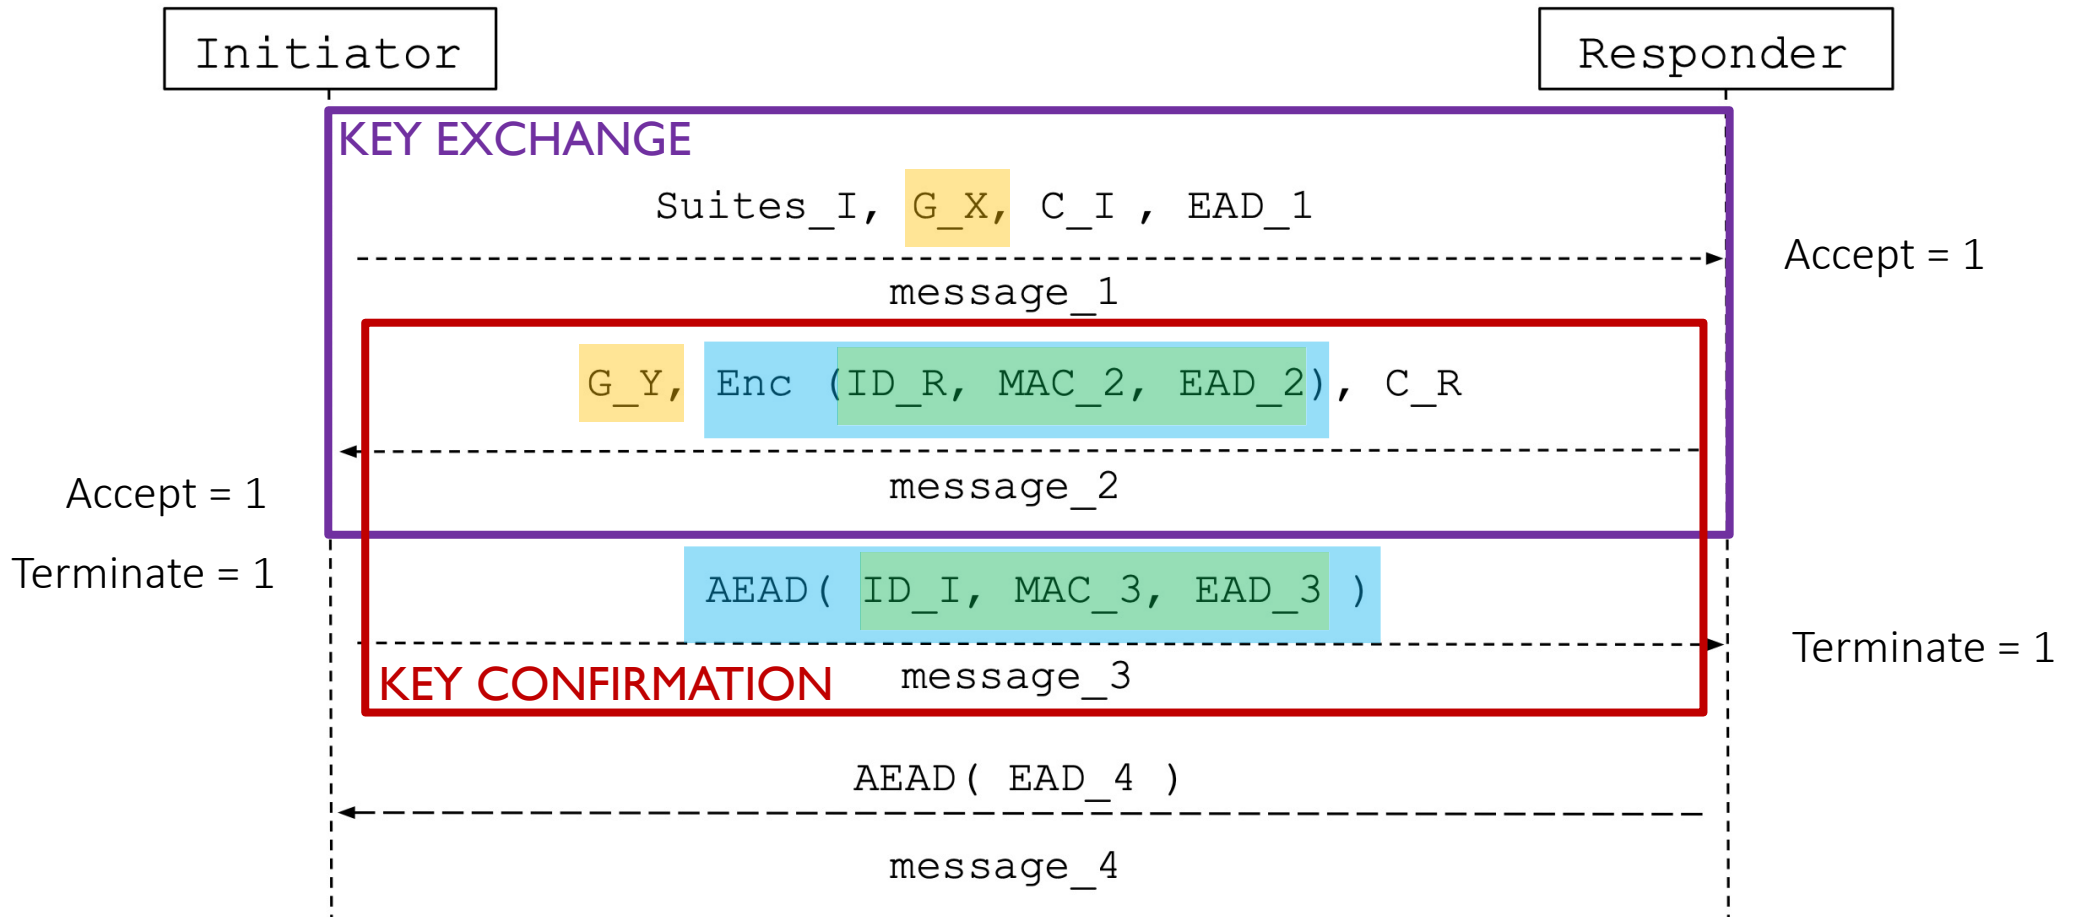 Initiator
Responder
KEY EXCHANGE
Suites_I, G_X, C_I , EAD_1
Accept = 1
message_1
G_Y, Enc (ID_R, MAC_2, EAD_2), C_R
message_2
Accept = 1
Terminate = 1
AEAD( ID_I, MAC_3, EAD_3 )
Terminate = 1
KEY CONFIRMATION
message_3
AEAD( EAD_4 )
message_4